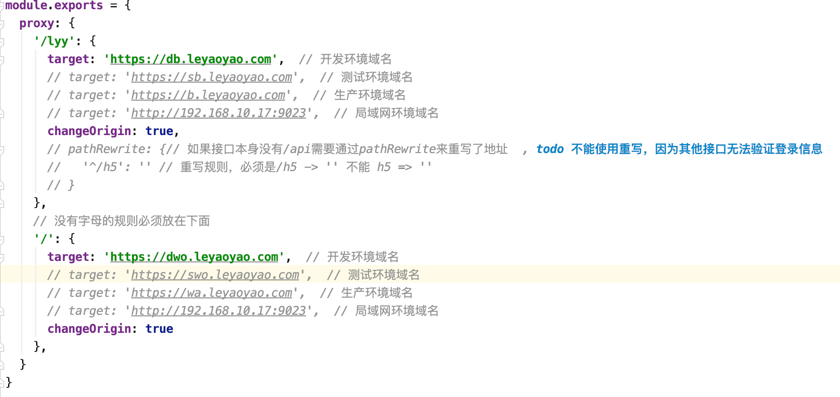 module.exports = {
proxy: {
'/lyy': {
target: 'https://db.leyaoyao.com',  // 开发环境域名
// target: 'https://sb.leyaoyao.com',  // 测试环境域名
// target: 'https://b.leyaoyao.com',  // 生产环境域名
// target: 'http://192.168.10.17:9023',  // 局域网环境域名
changeOrigin: true,
// pathRewrite: {// 如果接口本身没有/api需要通过pathRewrite来重写了地址  , todo 不能使用重写，因为其他接口无法验证登录信息
//   '^/h5': '' // 重写规则，必须是/h5 -> '' 不能 h5 => ''
// }
},
// 没有字母的规则必须放在下面
'/': {
target: 'https://dwo.leyaoyao.com',  // 开发环境域名
// target: 'https://swo.leyaoyao.com',  // 测试环境域名
// target: 'https://wa.leyaoyao.com',  // 生产环境域名
// target: 'http://192.168.10.17:9023',  // 局域网环境域名
changeOrigin: true
},
}
}